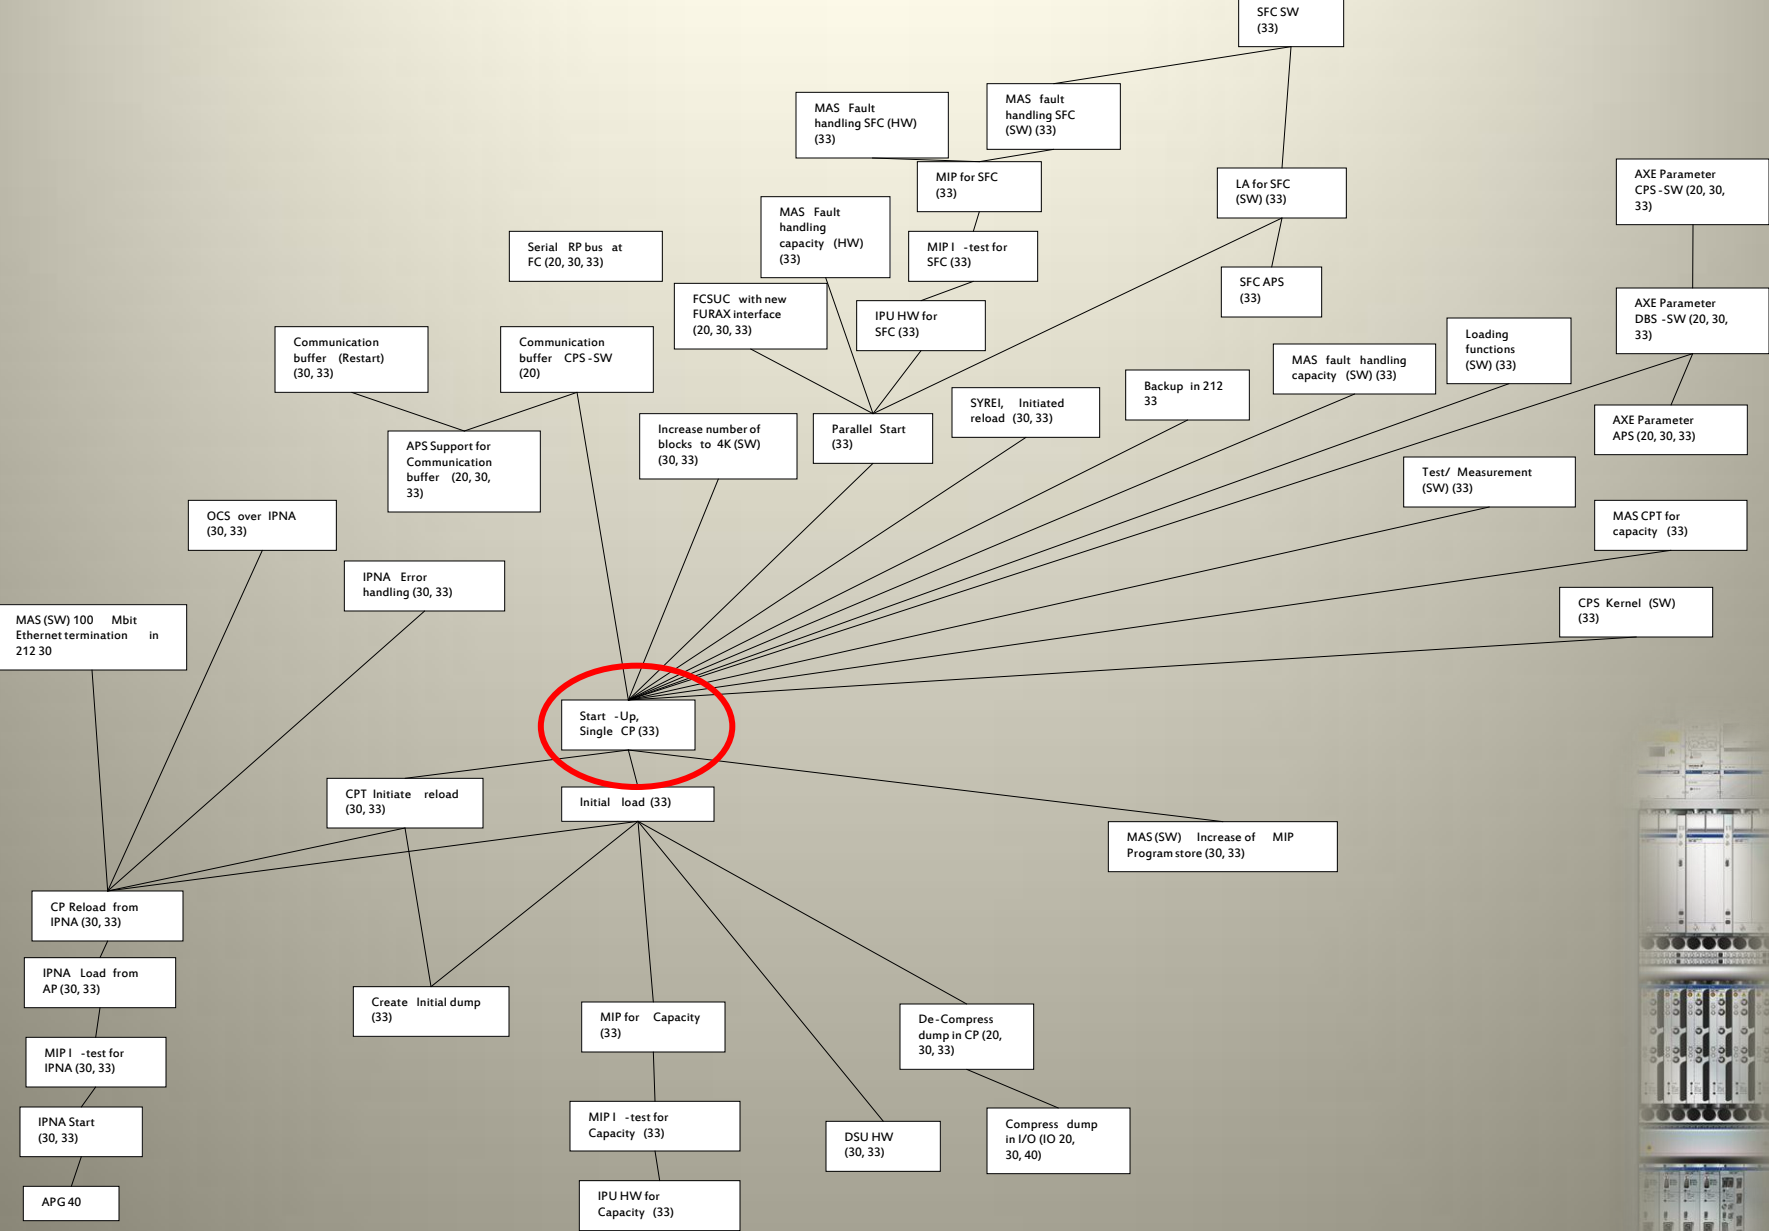 SFC SW
(33)
MAS Fault
handling SFC (HW)
(33)
MAS fault
handling SFC
(SW) (33)
MIP for SFC
(33)
LA for SFC
(SW) (33)
AXE Parameter
CPS -SW (20, 30,
33)
MAS Fault
handling
capacity (HW)
(33)
Serial RP bus at
FC (20, 30, 33)
MIP I -test for
SFC (33)
SFC APS
(33)
FCSUC with new
FURAX interface
(20, 30, 33)
IPU HW for
SFC (33)
AXE Parameter
DBS -SW (20, 30,
33)
Communication
buffer (Restart)
(30, 33)
Communication
buffer CPS -SW
(20)
MAS fault handling
capacity (SW) (33)
Loading
functions
(SW) (33)
SYREI, Initiated
reload (30, 33)
Backup in 212
33
Increase number of
blocks to 4K (SW)
(30, 33)
Parallel Start
(33)
AXE Parameter
APS (20, 30, 33)
APS Support for
Communication
buffer (20, 30,
33)
Test/ Measurement
(SW) (33)
OCS over IPNA
(30, 33)
MAS CPT for
capacity (33)
IPNA Error
handling (30, 33)
CPS Kernel (SW)
(33)
MAS (SW) 100 Mbit
Ethernet termination in
212 30
Start -Up,
Single CP (33)
CPT Initiate reload
(30, 33)
Initial load (33)
MAS (SW) Increase of MIP
Program store (30, 33)
CP Reload from
IPNA (30, 33)
IPNA Load from
AP (30, 33)
Create Initial dump
(33)
MIP for Capacity
(33)
De-Compress
dump in CP (20,
30, 33)
MIP I -test for
IPNA (30, 33)
IPNA Start
(30, 33)
MIP I -test for
Capacity (33)
DSU HW
(30, 33)
Compress dump
in I/O (IO 20,
30, 40)
APG 40
IPU HW for
Capacity (33)